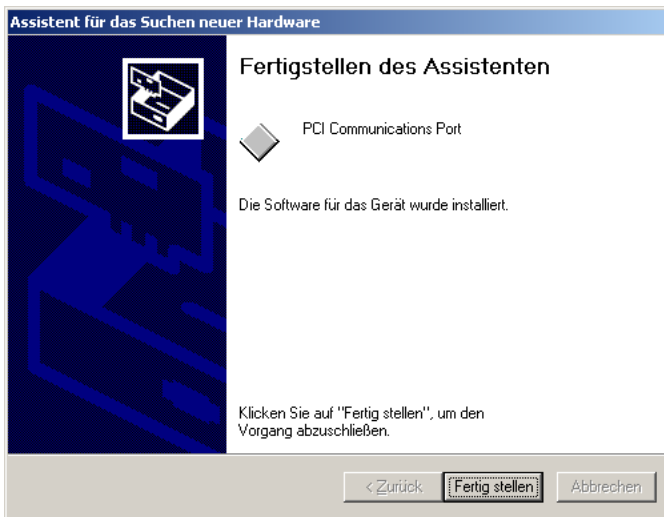 Assistent für das Suchen neuer Hardware
Fertigstellen des Assistenten
PCI Communications Port
Die Software für das Gerät wurde installiert.
Klicken Sie auf "Fertig stellen", um den
Vorgang abzuschließen.
< Zurück
Fertig stellen
Abbrechen